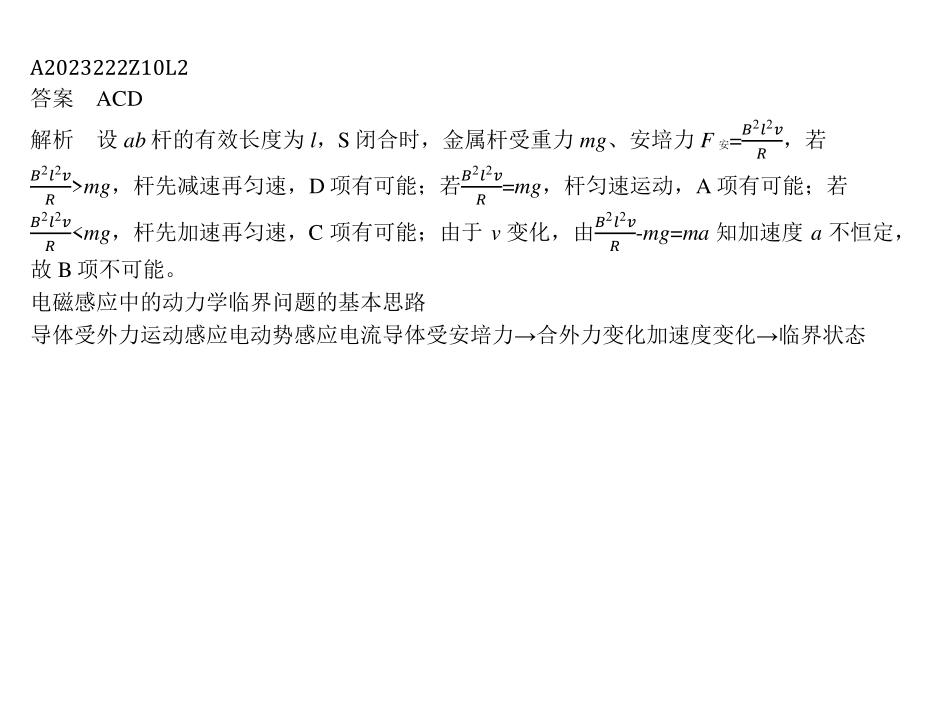 A2023222Z10L2
答案 ACD
解析 设 ab 杆的有效长度为 l，S 闭合时，金属杆受重力 mg、安培力 F安=\frac{B^2l^2v}{R}，若
\frac{B^2l^2v}{R}>mg，杆先减速再匀速，D 项有可能；若\frac{B^2l^2v}{R}=mg，杆匀速运动，A 项有可能；若
\frac{B^2l^2v}{R}<mg，杆先加速再匀速，C 项有可能；由于 v 变化，由\frac{B^2l^2v}{R}-mg=ma 知加速度 a 不恒定，
故 B 项不可能。
电磁感应中的动力学临界问题的基本思路
导体受外力运动感应电动势感应电流导体受安培力→合外力变化加速度变化→临界状态